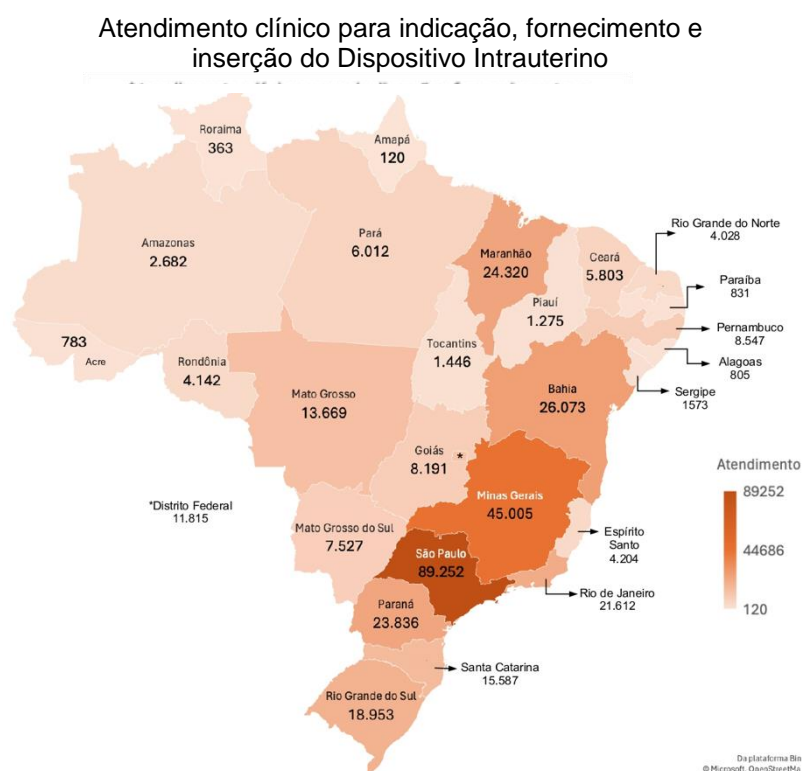 Atendimento clínico para indicação, fornecimento e
inserção do Dispositivo Intrauterino
Roraima
363
Amapá
120
Amazonas
2.682
Pará
6.012
Maranhão
24.320
Ceará
5.803
Rio Grande do Norte
4.028
Paraíba
831
Piauí
1.275
Pernambuco
8.547
Alagoas
805
Sergipe
1573
783
Acre
Rondônia
4.142
Tocantins
1.446
Mato Grosso
13.669
Bahia
26.073
Goiás
8.191
*
*Distrito Federal
11.815
Minas Gerais
45.005
Mato Grosso do Sul
7.527
Espírito
Santo
4.204
São Paulo
89.252
Rio de Janeiro
21.612
Paraná
23.836
Santa Catarina
15.587
Rio Grande do Sul
18.953
Atendimento
89252
44686
120
Da plataforma Bin
© Microsoft, OpenStreetMa